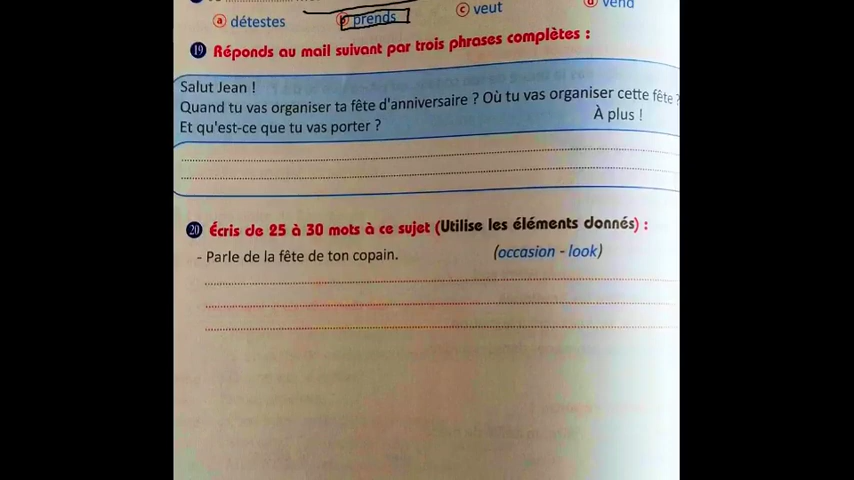 ⓐ détestes ⓑ prends ⓒ veut ⓓ vend
19 Réponds au mail suivant par trois phrases complètes :
Salut Jean !
Quand tu vas organiser ta fête d'anniversaire ? Où tu vas organiser cette fête ?
Et qu'est-ce que tu vas porter ? À plus !
20 Écris de 25 à 30 mots à ce sujet (Utilise les éléments donnés) :
- Parle de la fête de ton copain. (occasion - look)